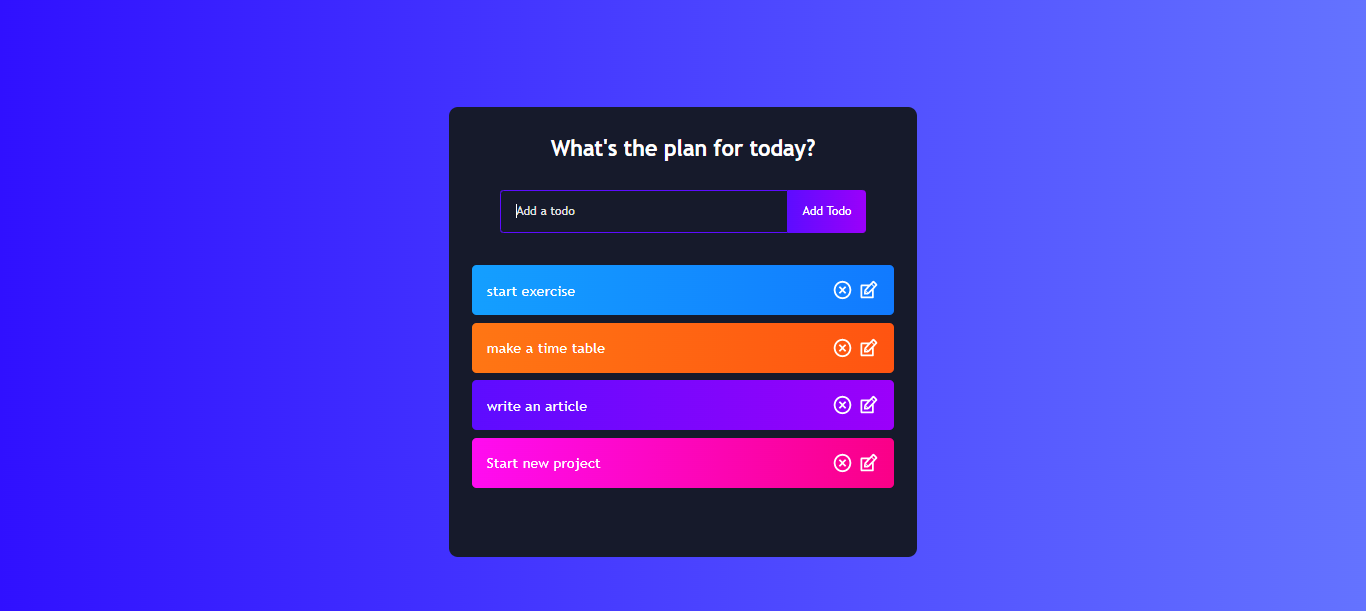 What's the plan for today?
Add a todo
Add Todo
start exercise
make a time table
write an article
Start new project